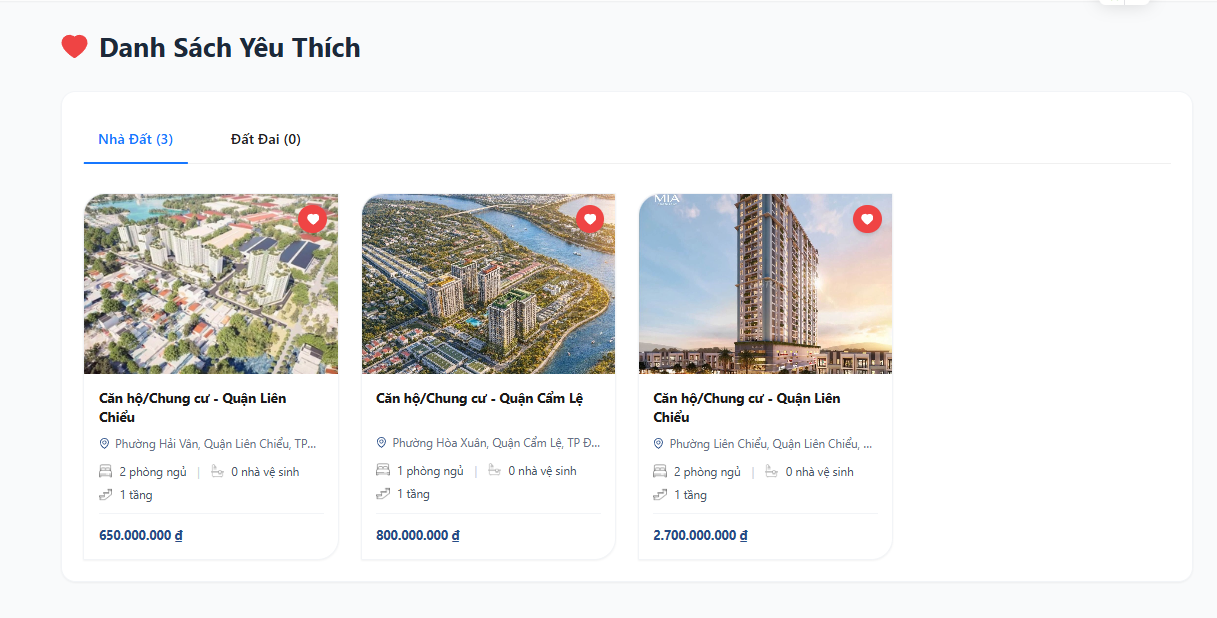 Danh Sách Yêu Thích
Nhà Đất (3)
Đất Đai (0)
MIA
Căn hộ/Chung cư - Quận Liên
Chiểu
Phường Hải Vân, Quận Liên Chiểu, TP...
2 phòng ngủ | 0 nhà vệ sinh
1 tầng
650.000.000 ₫
Căn hộ/Chung cư - Quận Cẩm Lệ
Phường Hòa Xuân, Quận Cẩm Lệ, TP Đ...
1 phòng ngủ | 0 nhà vệ sinh
1 tầng
800.000.000 ₫
Căn hộ/Chung cư - Quận Liên
Chiểu
Phường Liên Chiểu, Quận Liên Chiểu, ...
2 phòng ngủ | 0 nhà vệ sinh
1 tầng
2.700.000.000 ₫